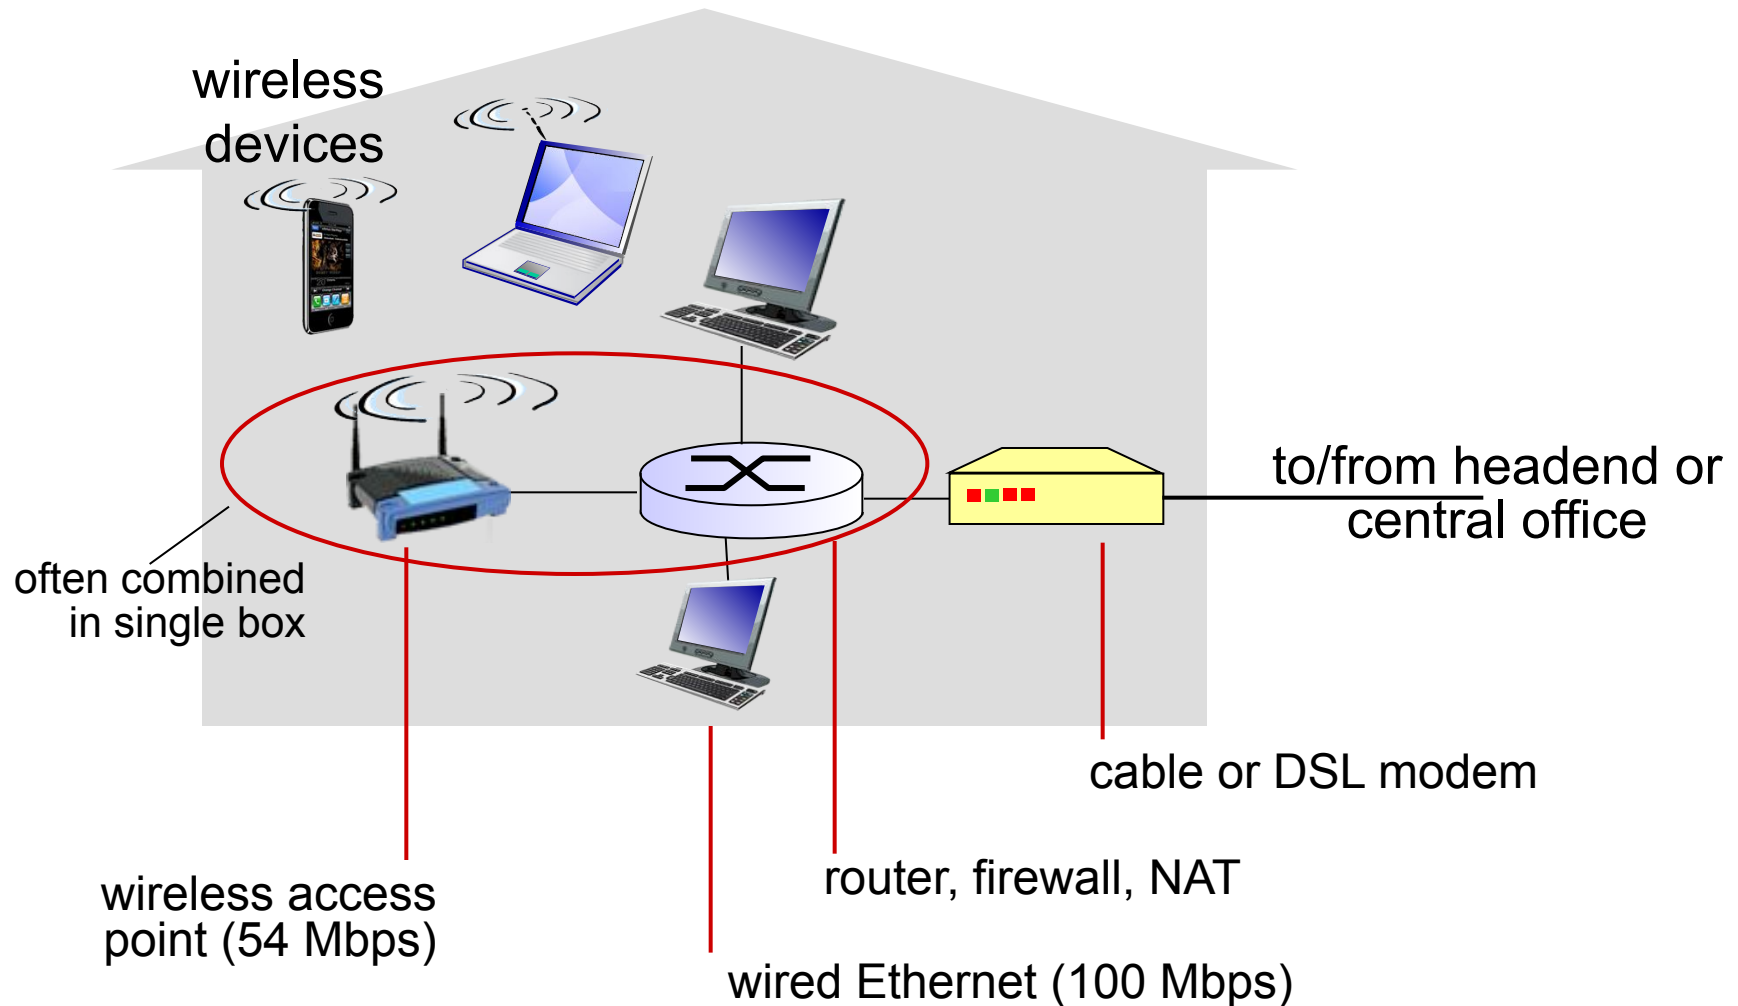 wireless
devices
to/from headend or
central office
often combined
in single box
cable or DSL modem
router, firewall, NAT
wireless access
point (54 Mbps)
wired Ethernet (100 Mbps)